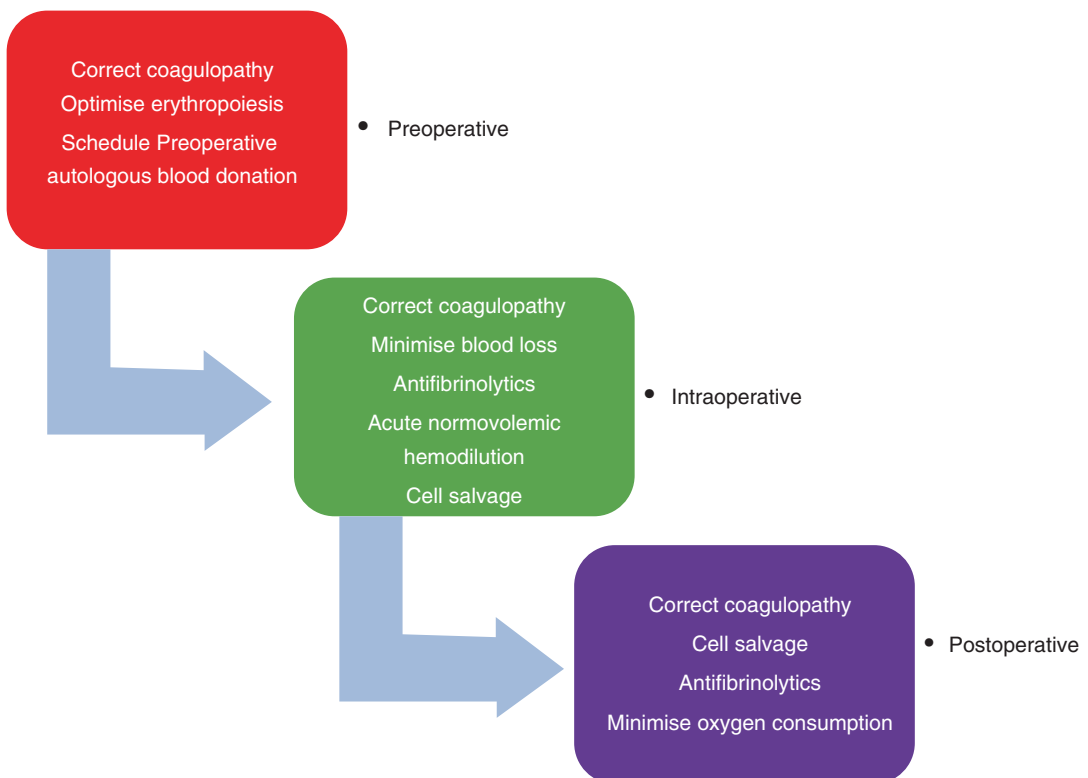 Correct coagulopathy
Optimise erythropoiesis
Schedule Preoperative
autologous blood donation
• Preoperative
Correct coagulopathy
Minimise blood loss
Antifibrinolytics
Acute normovolemic
hemodilution
Cell salvage
• Intraoperative
Correct coagulopathy
Cell salvage
Antifibrinolytics
Minimise oxygen consumption
• Postoperative